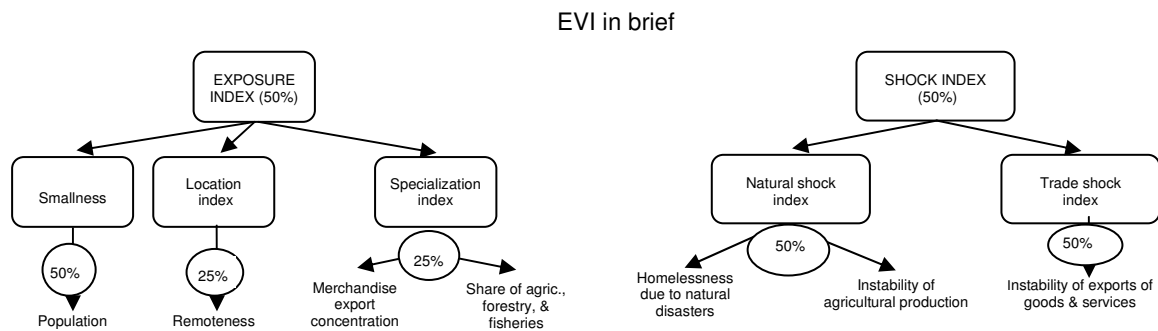 EVI in brief
EXPOSURE
INDEX (50%)
SHOCK INDEX
(50%)
Smallness
Location
index
Specialization
index
Natural shock
index
Trade shock
index
50%
25%
25%
50%
50%
Population
Remoteness
Merchandise
export
concentration
Share of agric.,
forestry, &
fisheries
Homelessness
due to natural
disasters
Instability of
agricultural production
Instability of exports of
goods & services